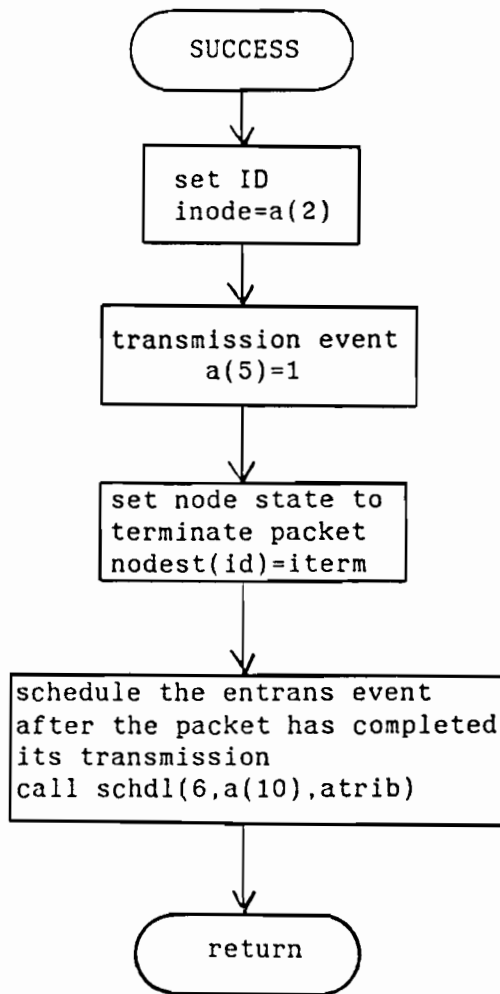 SUCCESS
set ID
inode=a(2)
transmission event
a(5)=1
set node state to
terminate packet
nodest(id)=iterm
schedule the entrans event
after the packet has completed
its transmission
call schdl(6,a(10),atrib)
return